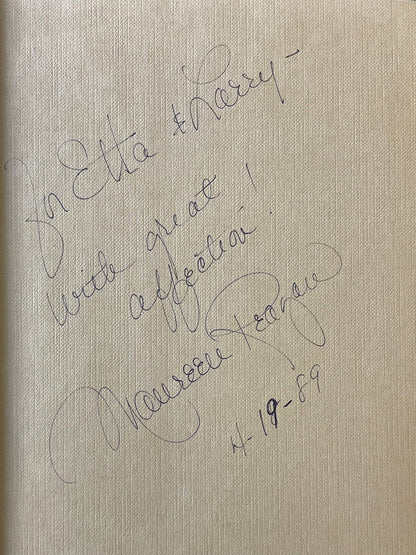 For Etta & Larry-
with great
affection!
Maureen Reagan
4-19-89